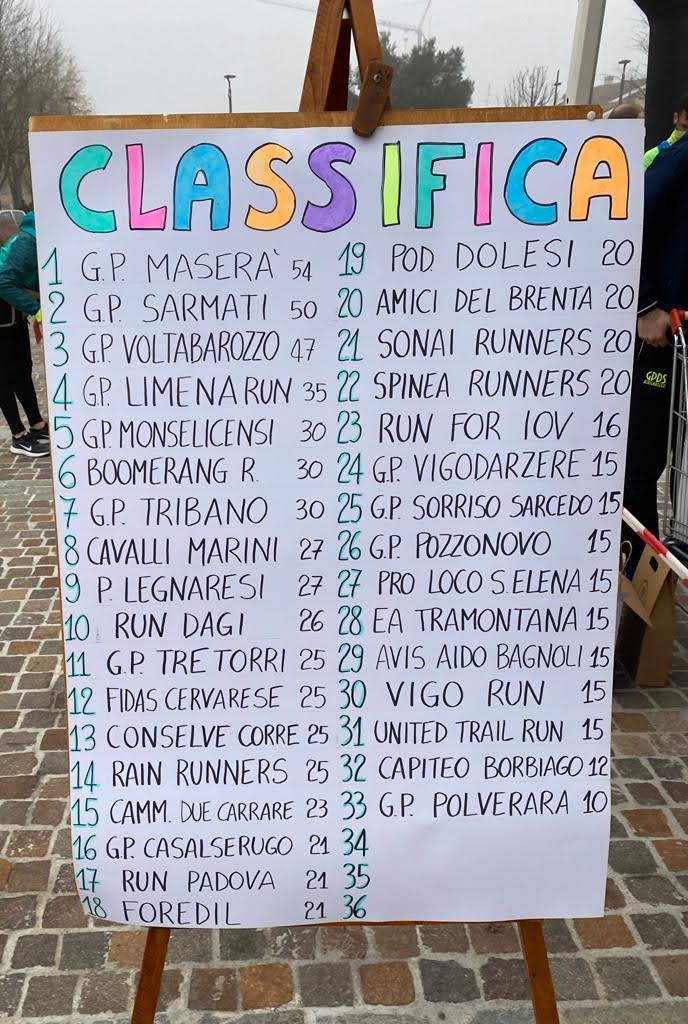 CLASSIFICA
1 G.P. MASERA' 54
2 G.P. SARMATI 50
3 G.P. VOLTABAROZZO 47
4 G.P. LIMENARUN 35
5 G.P. MONSELICENSI 30
6 BOOMERANG R. 30
7 G.P. TRIBANO 30
8 CAVALLI MARINI 27
9 P. LEGNARESI 27
10 RUN DAGI 26
11 G.P. TRE TORRI 25
12 FIDAS CERVARESE 25
13 CONSELVE CORRE 25
14 RAIN RUNNERS 25
15 CAMM. DUE CARRARE 23
16 G.P. CASALSERUGO 21
17 RUN PADOVA 21
18 FOREDIL 21
19 POD. DOLESI 20
20 AMICI DEL BRENTA 20
21 SONAI RUNNERS 20
22 SPINEA RUNNERS 20
23 RUN FOR IOV 16
24 G.P. VIGODARZERE 15
25 G.P. SORRISO SARCEDO 15
26 G.P. POZZONOVO 15
27 PRO LOCO S. ELENA 15
28 EA TRAMONTANA 15
29 AVIS AIDO BAGNOLI 15
30 VIGO RUN 15
31 UNITED TRAIL RUN 15
32 CAPITEO BORBIAGO 12
33 G.P. POLVERARA 10
34
35
36
GPDS